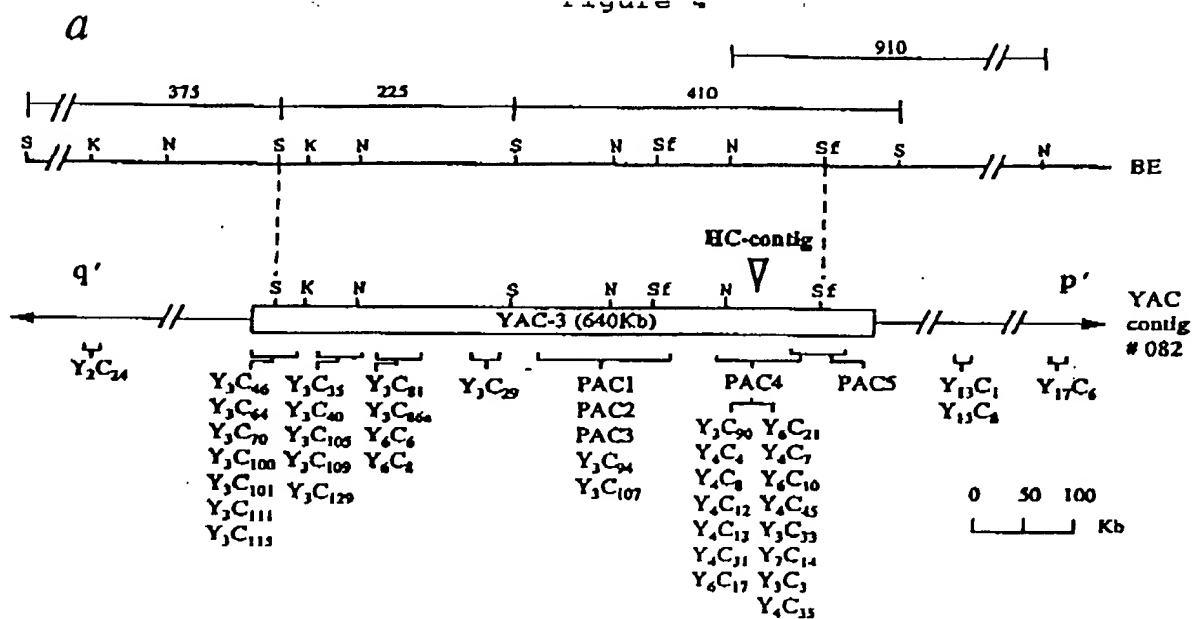 Figure 4
a
910
375 225 410
S K N S K N S N Sf N Sf S N BE
HC-contig
q' p'
S K N S N Sf N Sf
YAC-3 (640Kb)
YAC
contig
# 082
Y₂C₂₄
Y₃C₄₆ Y₃C₃₅ Y₃C₈₁ Y₃C₂₉ PAC1 PAC4 PAC5 Y₁₃C₁ Y₁₇C₆
Y₃C₆₄ Y₃C₄₀ Y₃C₈₆ₐ PAC2 Y₁₃C₈
Y₃C₇₀ Y₃C₁₀₅ Y₆C₆ PAC3 Y₃C₉₀ Y₆C₂₁
Y₃C₁₀₀ Y₃C₁₀₉ Y₆C₈ Y₃C₉₄ Y₄C₄ Y₄C₇
Y₃C₁₀₁ Y₃C₁₂₉ Y₃C₁₀₇ Y₄C₈ Y₆C₁₀
Y₃C₁₁₁ Y₄C₁₂ Y₄C₄₅
Y₃C₁₁₅ Y₄C₁₃ Y₃C₃₃
Y₄C₃₁ Y₇C₁₄
Y₆C₁₇ Y₃C₃
Y₄C₃₅
0 50 100
Kb